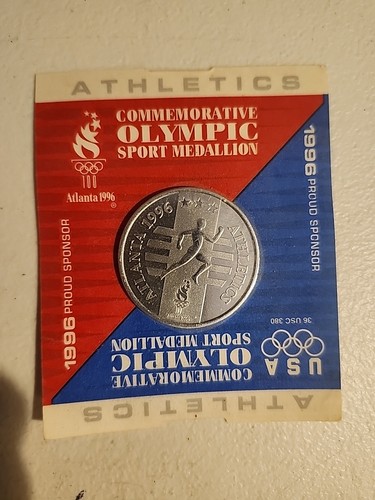 ATHLETICS
COMMEMORATIVE
OLYMPIC
SPORT MEDALLION
100
Atlanta 1996
®
1996 PROUD SPONSOR
1996 PROUD SPONSOR
ATLANTA 1996
ATHLETICS
36 USC 380
USA
COMMEMORATIVE
OLYMPIC
SPORT MEDALLION
ATHLETICS